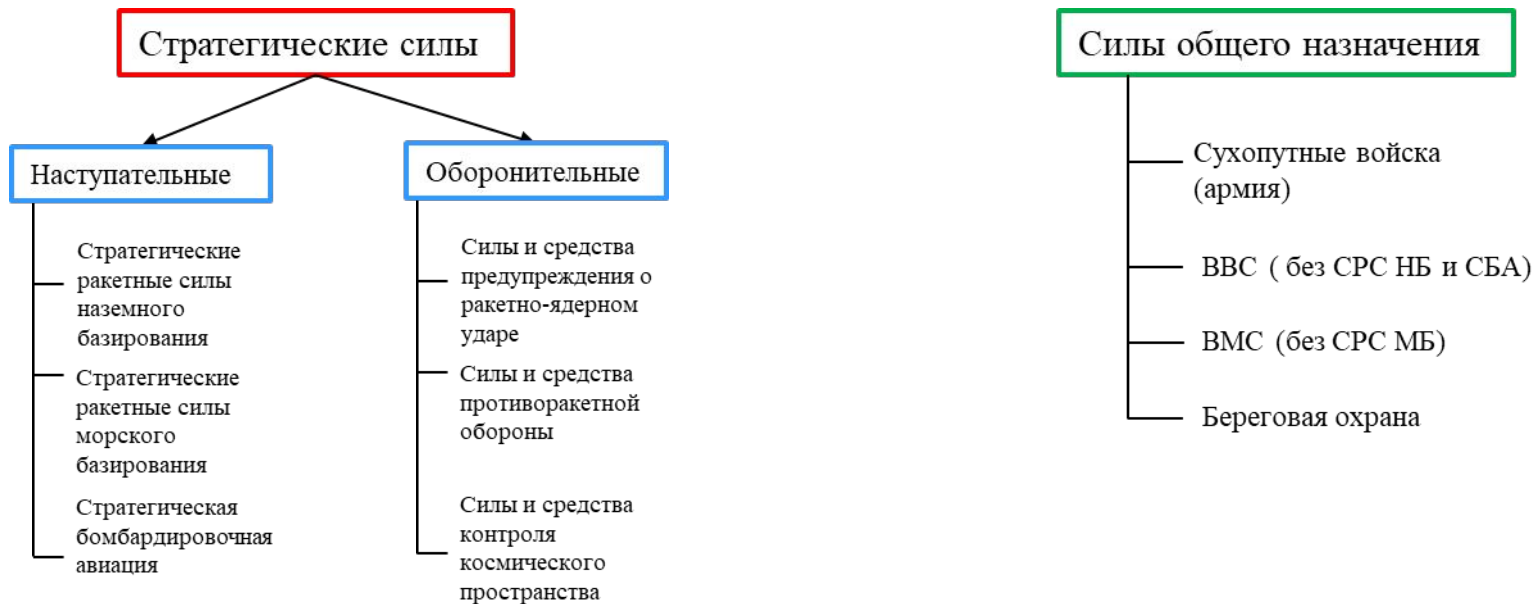 Стратегические силы
Наступательные
Стратегические
ракетные силы
наземного
базирования
Стратегические
ракетные силы
морского
базирования
Стратегическая
бомбардировочная
авиация
Оборонительные
Силы и средства
предупреждения о
ракетно-ядерном
ударе
Силы и средства
противоракетной
обороны
Силы и средства
контроля
космического
пространства
Силы общего назначения
Сухопутные войска
(армия)
ВВС ( без СРС НБ и СБА)
ВМС (без СРС МБ)
Береговая охрана